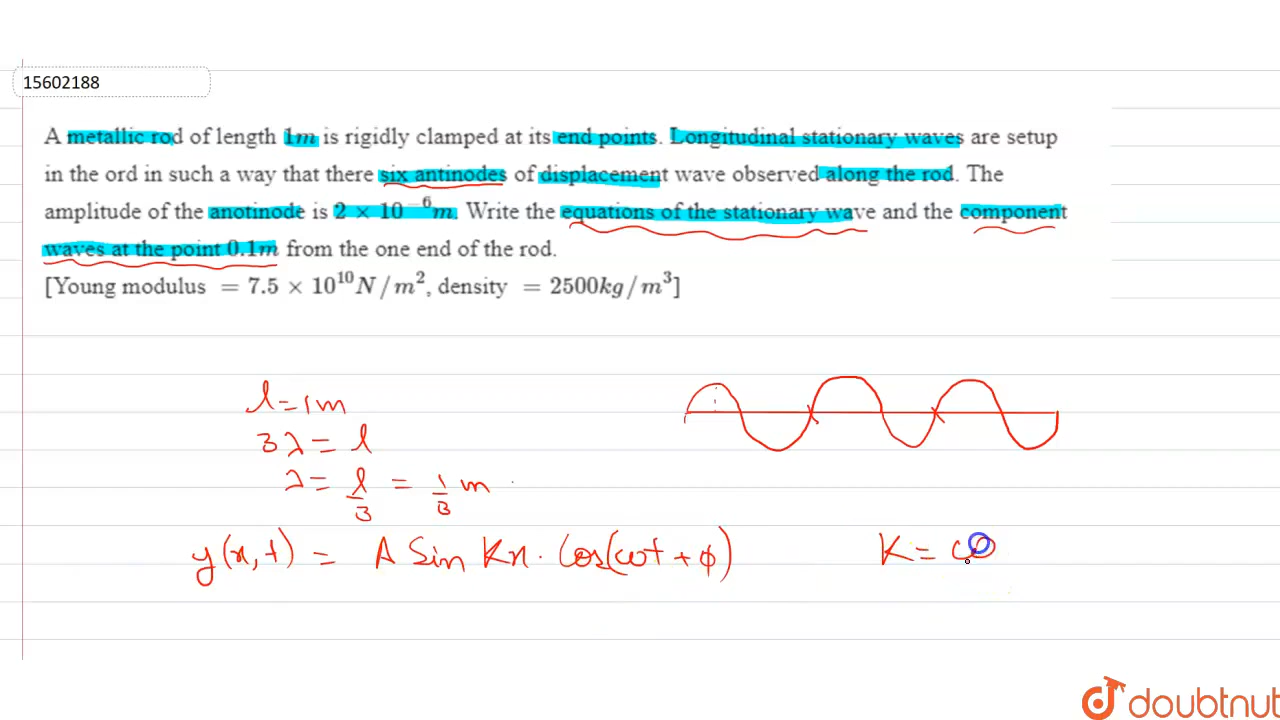 15602188
A metallic rod of length 1m is rigidly clamped at its end points. Longitudinal stationary waves are setup
in the ord in such a way that there six antinodes of displacement wave observed along the rod. The
amplitude of the anotinode is 2 × 10⁻⁶m. Write the equations of the stationary wave and the component
waves at the point 0.1m from the one end of the rod.
[Young modulus = 7.5 × 10¹⁰N/m², density = 2500kg/m³]
l = 1m
3λ = l
λ = l/3 = 1/3 m
y(x,t) = A Sin Kx · Cos(ωt + φ)
K = ω
doubtnut